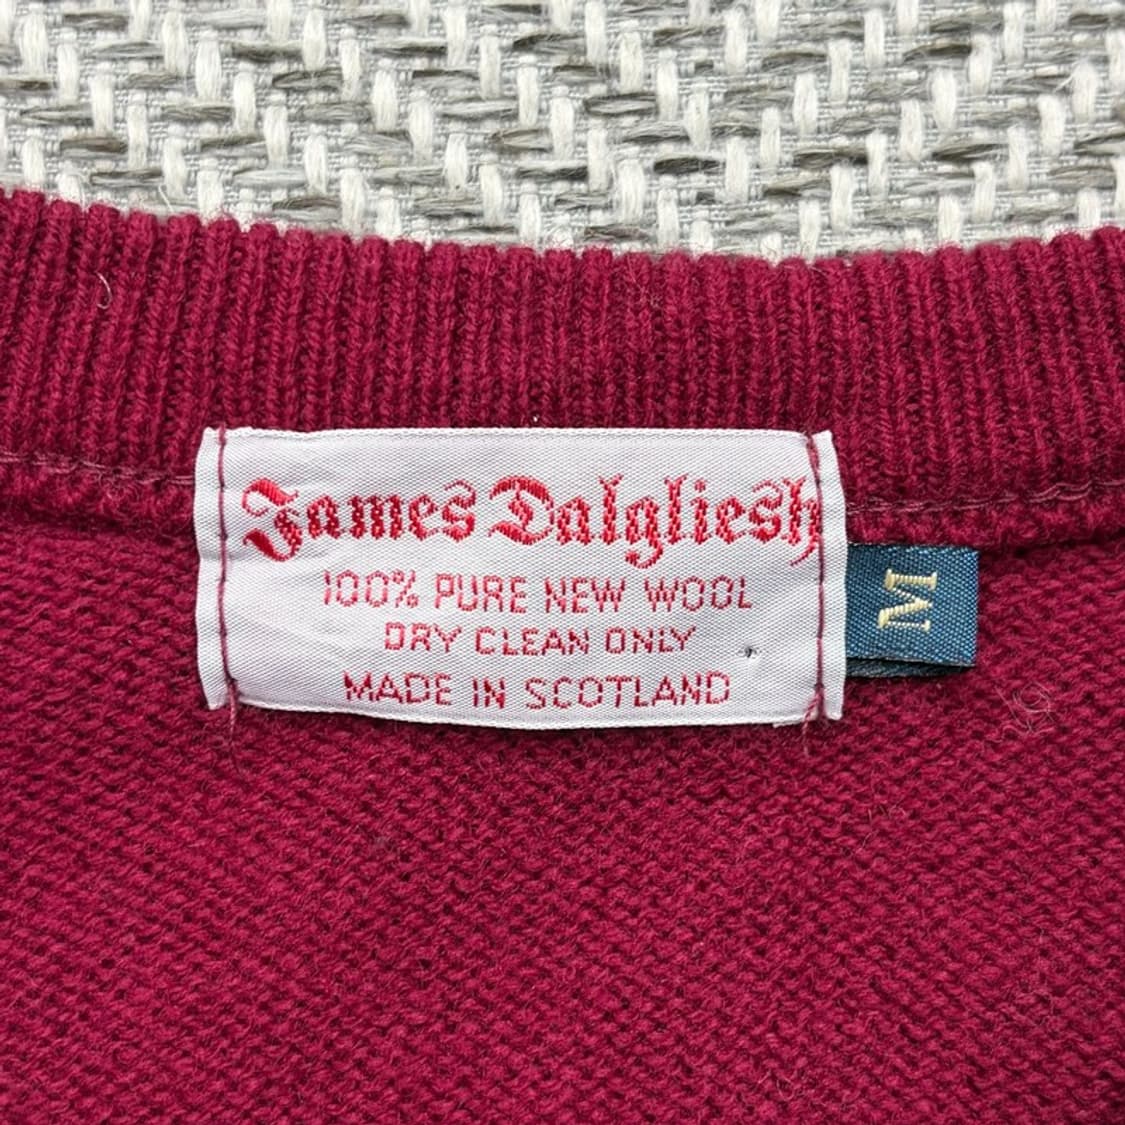 James Dalgliesh
100% PURE NEW WOOL
DRY CLEAN ONLY
MADE IN SCOTLAND
M